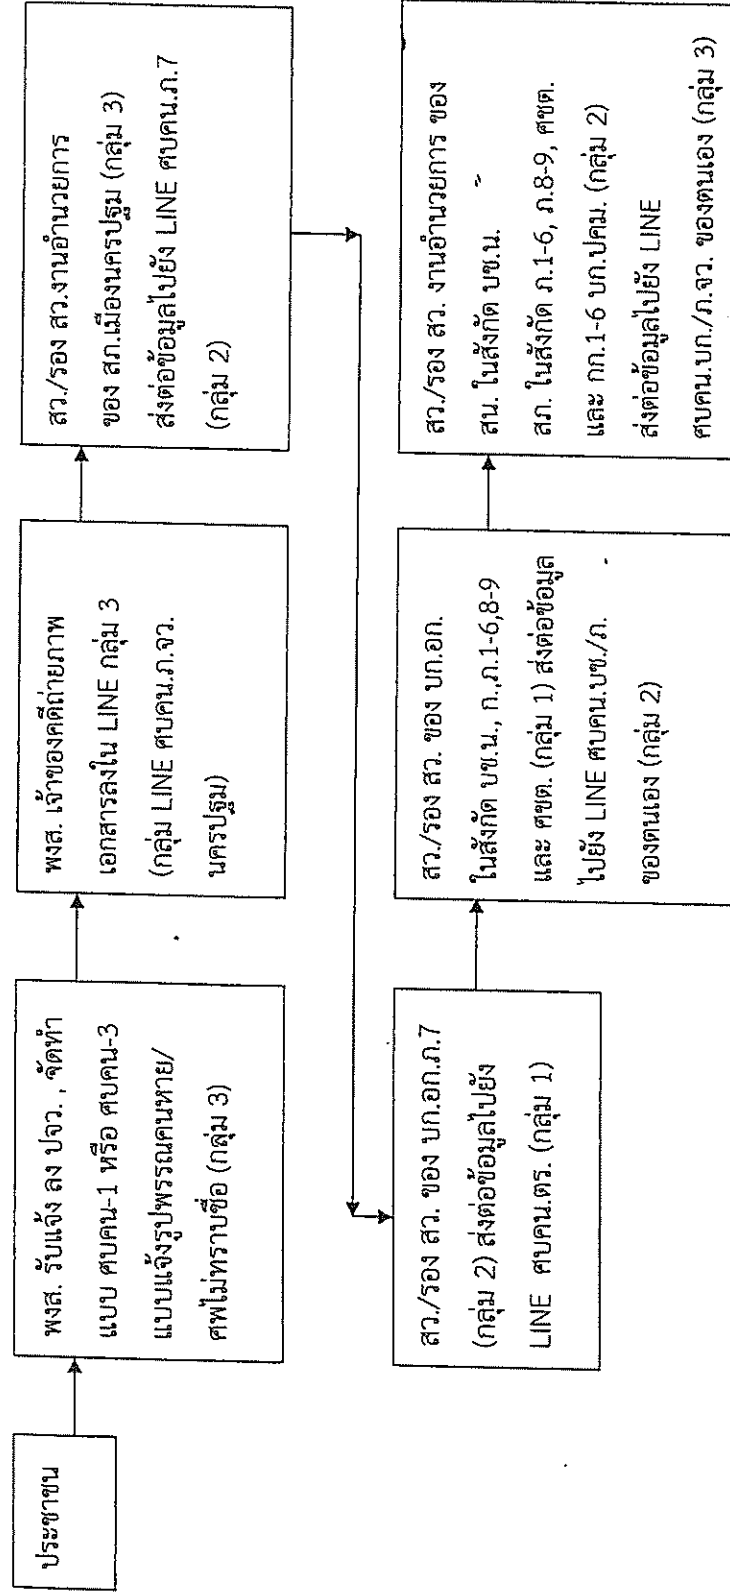 ประชาชน
พงส. รับแจ้ง ลง ปจว. , จัดทำ
แบบ ศบคน-1 หรือ ศบคน-3
แบบแจ้งรูปพรรณคนหาย/
ศพไม่ทราบชื่อ (กลุ่ม 3)
พงส. เจ้าของคดีถ่ายภาพ
เอกสารลงใน LINE กลุ่ม 3
(กลุ่ม LINE ศบคน.ภ.จว.
นครปฐม)
สว./รอง สว.งานอำนวยการ
ของ สภ.เมืองนครปฐม (กลุ่ม 3)
ส่งต่อข้อมูลไปยัง LINE ศบคน.ภ.7
(กลุ่ม 2)
สว./รอง สว. ของ บก.อก.ภ.7
(กลุ่ม 2) ส่งต่อข้อมูลไปยัง
LINE ศบคน.ตร. (กลุ่ม 1)
สว./รอง สว. ของ บก.อก.
ในสังกัด บช.น., ก.,ภ.1-6,8-9
และ ศชต. (กลุ่ม 1) ส่งต่อข้อมูล
ไปยัง LINE ศบคน.บช./ภ.
ของตนเอง (กลุ่ม 2)
สว./รอง สว. งานอำนวยการ ของ
สน. ในสังกัด บช.น.
สภ. ในสังกัด ภ.1-6, ภ.8-9, ศชต.
และ กก.1-6 บก.ปคม. (กลุ่ม 2)
ส่งต่อข้อมูลไปยัง LINE
ศบคน.บก./ภ.จว. ของตนเอง (กลุ่ม 3)